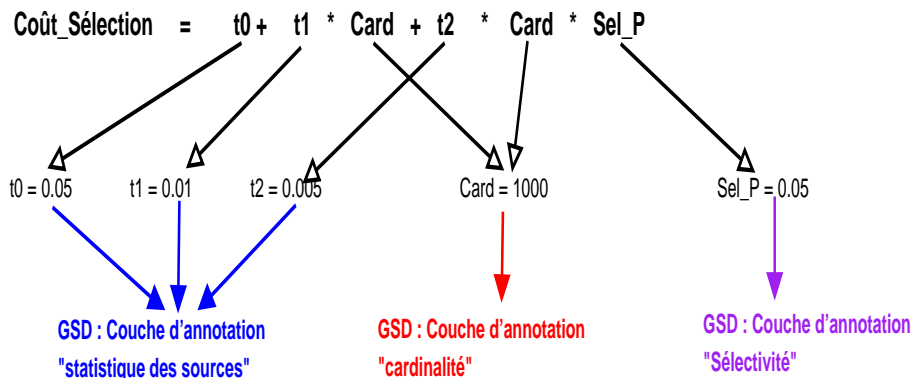 Coût_Sélection = t0 + t1 * Card + t2 * Card * Sel_P
t0 = 0.05 t1 = 0.01 t2 = 0.005 Card = 1000 Sel_P = 0.05
GSD : Couche d'annotation
"statistique des sources"
GSD : Couche d'annotation
"cardinalité"
GSD : Couche d'annotation
"Sélectivité"